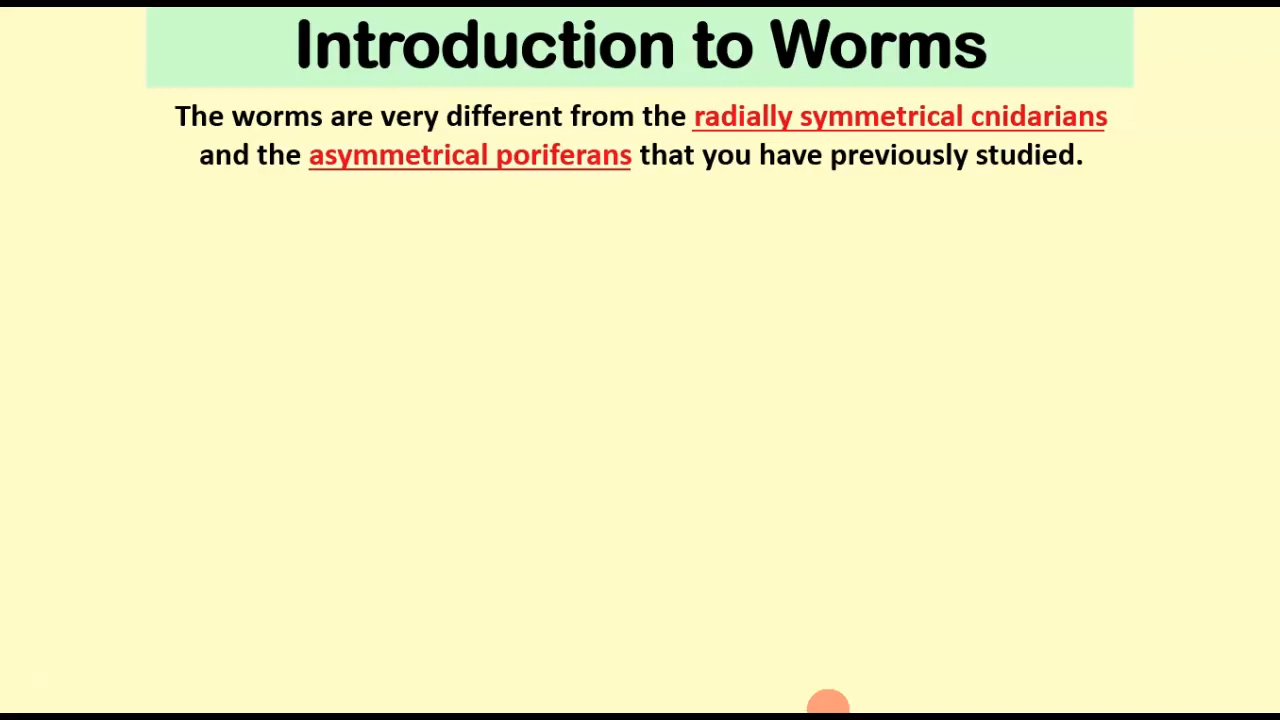 Introduction to Worms
The worms are very different from the radially symmetrical cnidarians
and the asymmetrical poriferans that you have previously studied.